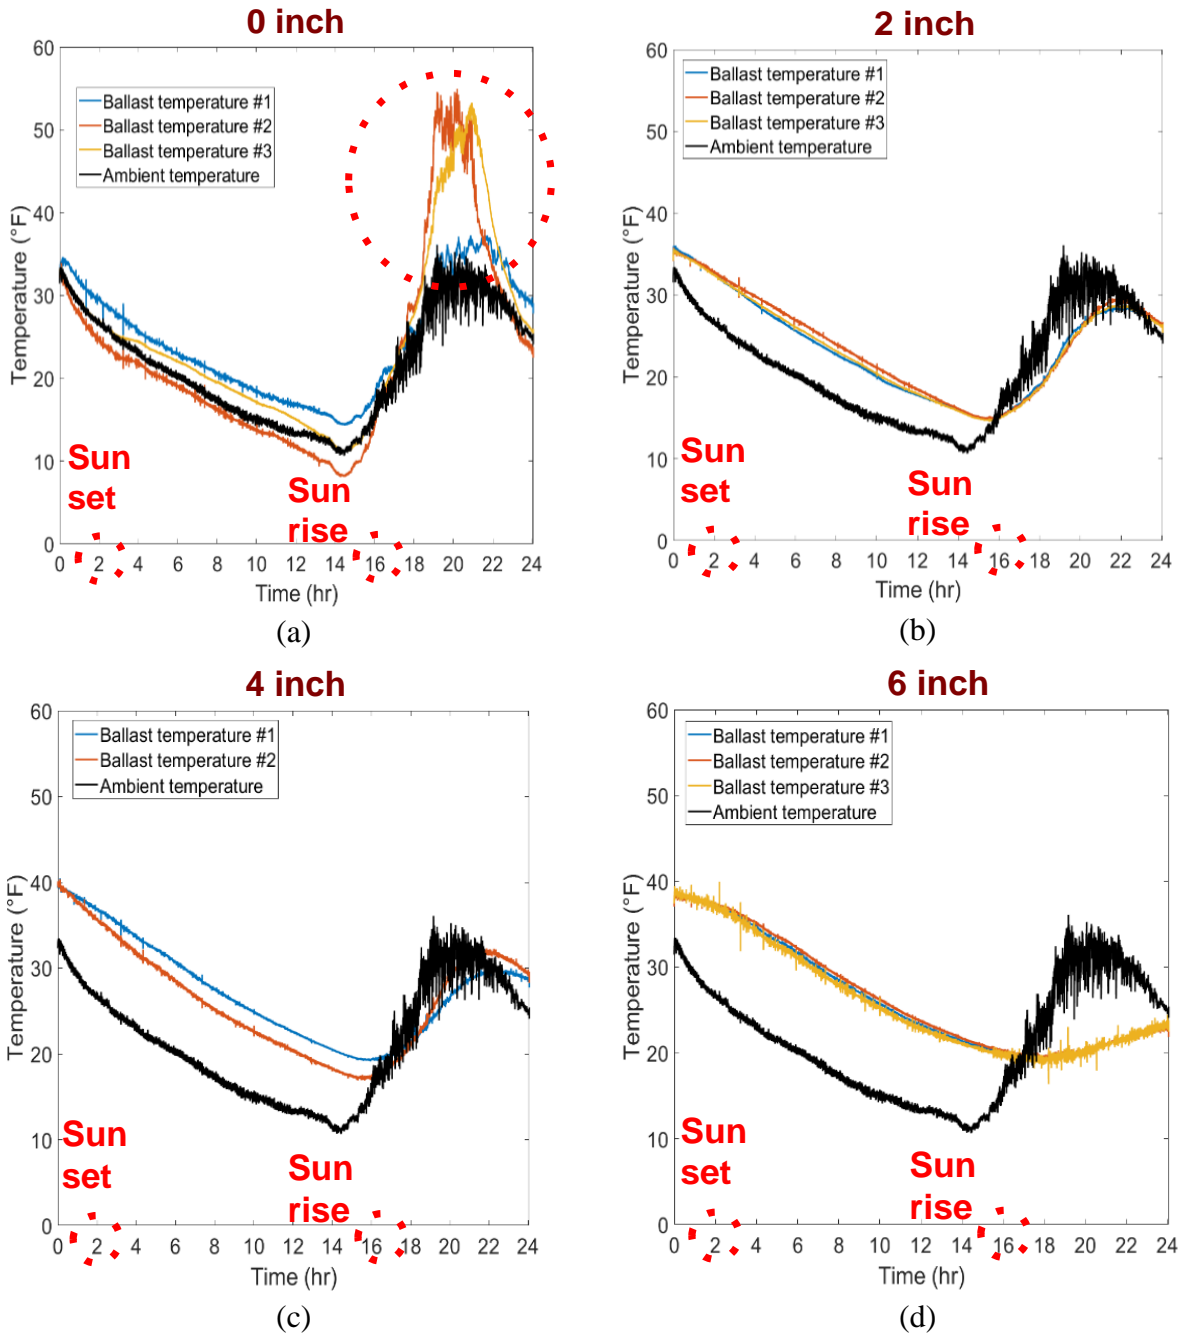 0 inch
60
50
40
30
20
10
0
Temperature (°F)
Ballast temperature #1
Ballast temperature #2
Ballast temperature #3
Ambient temperature
Sun
set
Sun
rise
0 2 4 6 8 10 12 14 16 18 20 22 24
Time (hr)
(a)
2 inch
60
50
40
30
20
10
0
Temperature (°F)
Ballast temperature #1
Ballast temperature #2
Ballast temperature #3
Ambient temperature
Sun
set
Sun
rise
0 2 4 6 8 10 12 14 16 18 20 22 24
Time (hr)
(b)
4 inch
60
50
40
30
20
10
0
Temperature (°F)
Ballast temperature #1
Ballast temperature #2
Ambient temperature
Sun
set
Sun
rise
0 2 4 6 8 10 12 14 16 18 20 22 24
Time (hr)
(c)
6 inch
60
50
40
30
20
10
0
Temperature (°F)
Ballast temperature #1
Ballast temperature #2
Ballast temperature #3
Ambient temperature
Sun
set
Sun
rise
0 2 4 6 8 10 12 14 16 18 20 22 24
Time (hr)
(d)